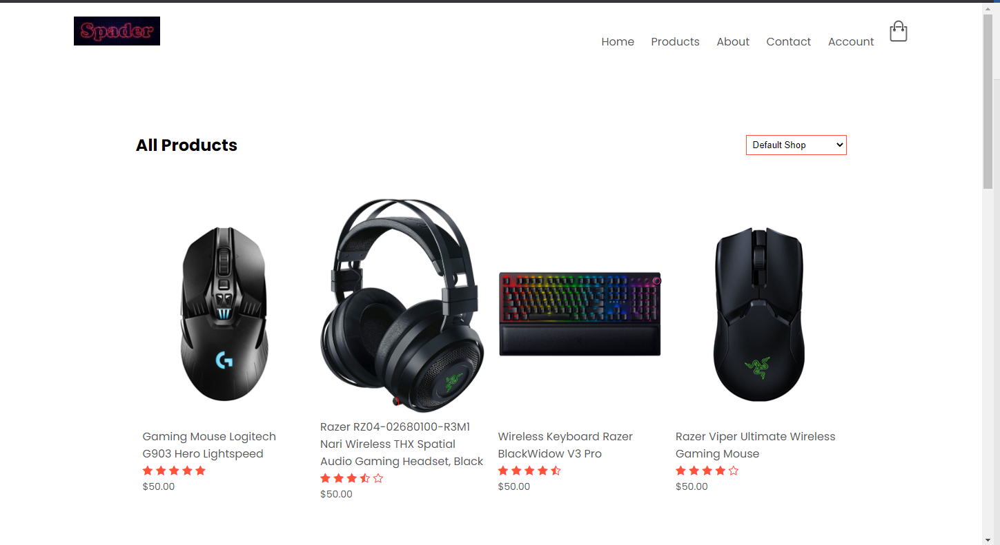 Spader
Home Products About Contact Account
All Products
Default Shop
Gaming Mouse Logitech
G903 Hero Lightspeed
$50.00
Razer RZ04-02680100-R3M1
Nari Wireless THX Spatial
Audio Gaming Headset, Black
$50.00
Wireless Keyboard Razer
BlackWidow V3 Pro
$50.00
Razer Viper Ultimate Wireless
Gaming Mouse
$50.00